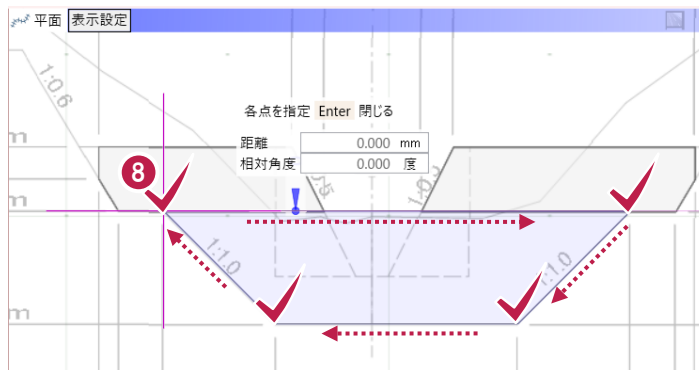 平面 表示設定
1:0.6
各点を指定 Enter 閉じる
距離 0.000 mm
相対角度 0.000 度
m
8
m
1:1.0
1:1.0
m